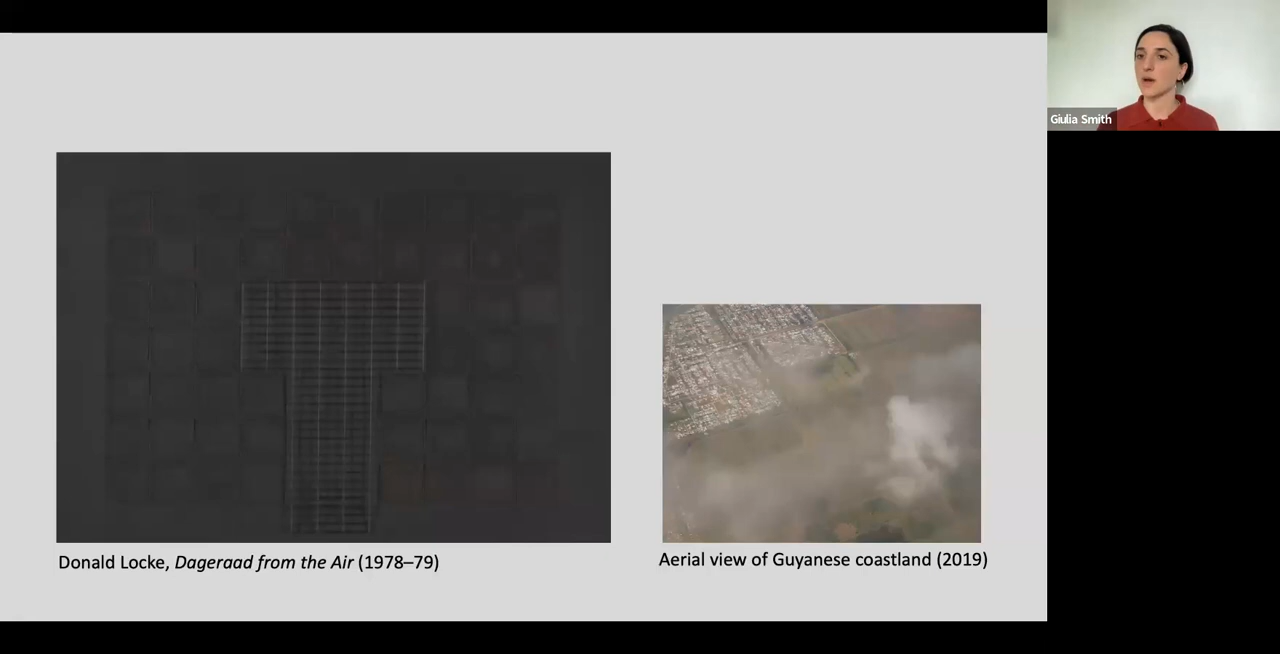 Giulia Smith
Donald Locke, Dageraad from the Air (1978–79)
Aerial view of Guyanese coastland (2019)